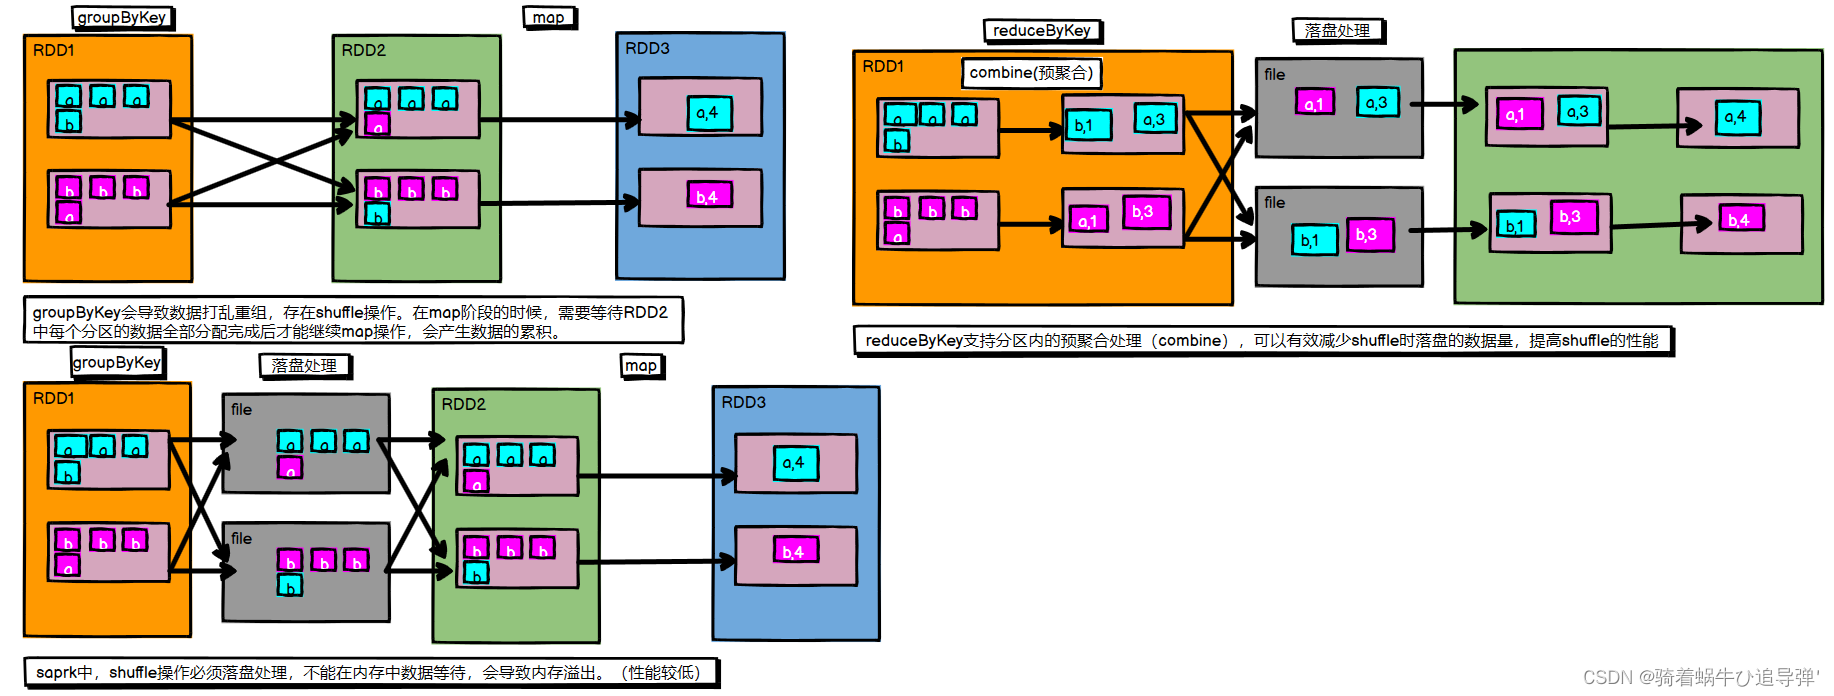 groupByKey
map
RDD1
RDD2
RDD3
a a a
b
b b b
a
a a a
a
b b b
b
a,4
b,4
groupByKey会导致数据打乱重组，存在shuffle操作。在map阶段的时候，需要等待RDD2
中每个分区的数据全部分配完成后才能继续map操作，会产生数据的累积。
reduceByKey
落盘处理
RDD1
combine(预聚合)
file
a a a
b
b,1
a,3
a,1
a,3
a,1
a,3
a,4
b b b
a
a,1
b,3
file
b,1
b,3
b,1
b,3
b,4
reduceByKey支持分区内的预聚合处理（combine），可以有效减少shuffle时落盘的数据量，提高shuffle的性能
groupByKey
落盘处理
map
RDD1
file
RDD2
RDD3
a a a
b
a a a
a
a a a
a
a,4
b b b
a
file
b b b
b
b b b
b
b,4
saprk中，shuffle操作必须落盘处理，不能在内存中数据等待，会导致内存溢出。（性能较低）
CSDN @骑着蜗牛ひ追导弹'